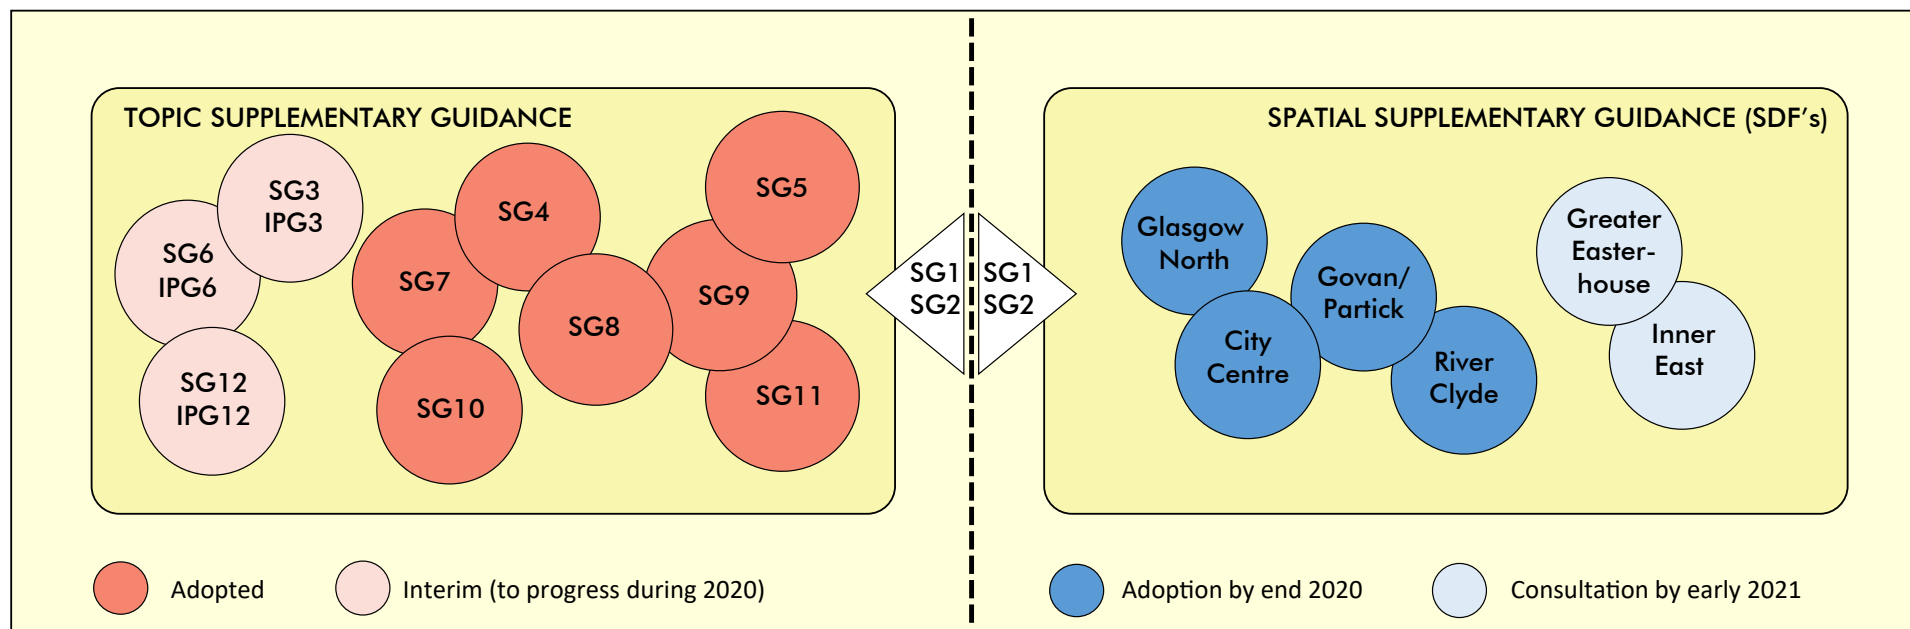 TOPIC SUPPLEMENTARY GUIDANCE
SG3
IPG3
SG6
IPG6
SG12
IPG12
SG7
SG4
SG10
SG8
SG9
SG5
SG11
SG1
SG2
SG1
SG2
SPATIAL SUPPLEMENTARY GUIDANCE (SDF's)
Glasgow
North
City
Centre
Govan/
Partick
River
Clyde
Greater
Easter-
house
Inner
East
Adopted
Interim (to progress during 2020)
Adoption by end 2020
Consultation by early 2021